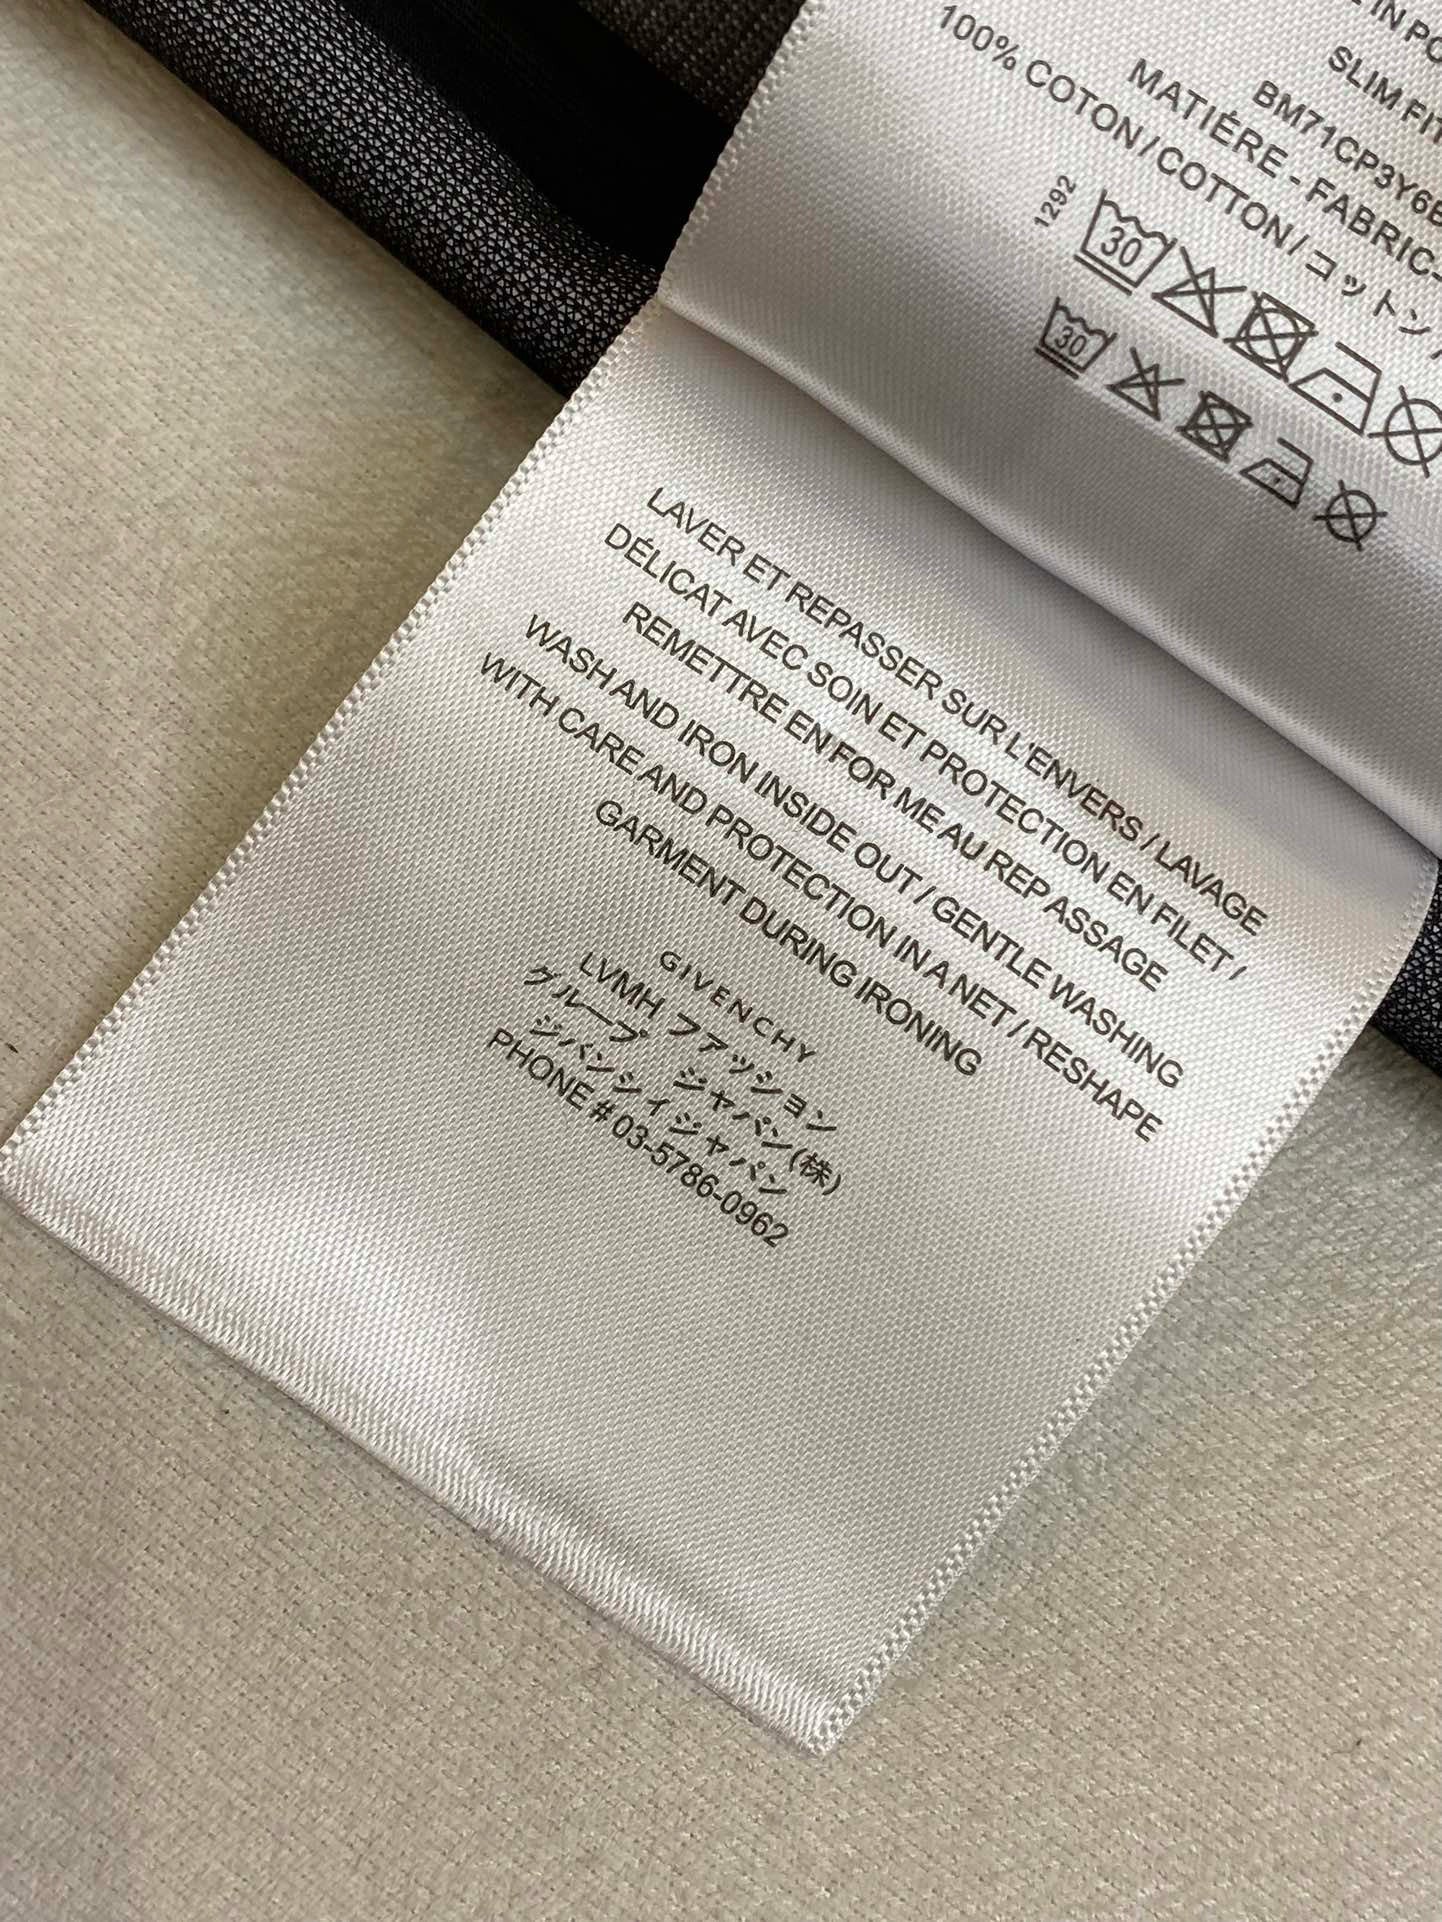 IN PO
SLIM FIT
BM71CP3Y6
MATIÉRE - FABRIC-
100% COTON / COTTON / コットン /
1292
30
30
LAVER ET REPASSER SUR L'ENVERS / LAVAGE
DÉLICAT AVEC SOIN ET PROTECTION EN FILET /
REMETTRE EN FOR ME AU REP ASSAGE
WASH AND IRON INSIDE OUT / GENTLE WASHING
WITH CARE AND PROTECTION IN A NET / RESHAPE
GARMENT DURING IRONING
GIVENCHY
LVMH ファッション
グループ ジャパン(株)
ジバンシィジャパン
PHONE # 03-5786-0962